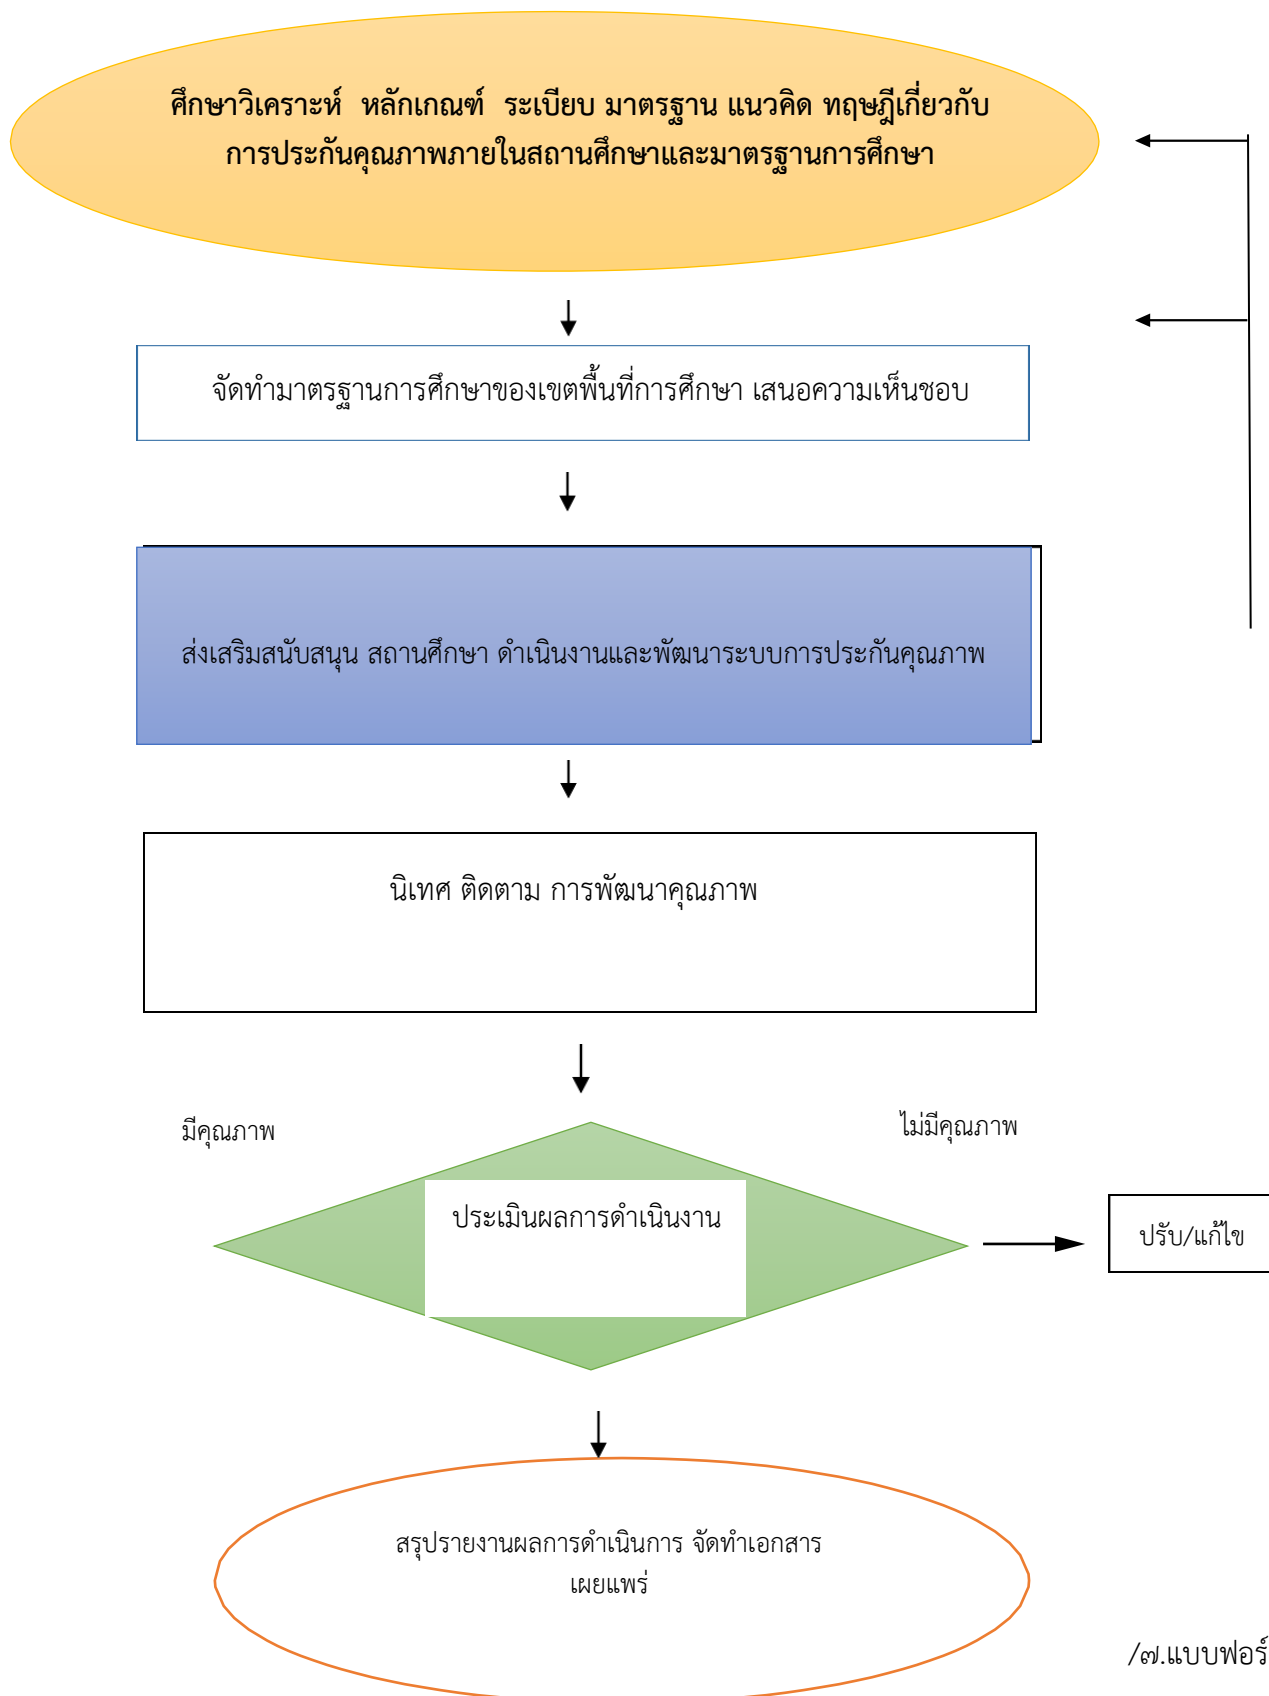 ศึกษาวิเคราะห์ หลักเกณฑ์ ระเบียบ มาตรฐาน แนวคิด ทฤษฎีเกี่ยวกับ
การประกันคุณภาพภายในสถานศึกษาและมาตรฐานการศึกษา
จัดทำมาตรฐานการศึกษาของเขตพื้นที่การศึกษา เสนอความเห็นชอบ
ส่งเสริมสนับสนุน สถานศึกษา ดำเนินงานและพัฒนาระบบการประกันคุณภาพ
นิเทศ ติดตาม การพัฒนาคุณภาพ
มีคุณภาพ
ไม่มีคุณภาพ
ประเมินผลการดำเนินงาน
ปรับ/แก้ไข
สรุปรายงานผลการดำเนินการ จัดทำเอกสาร
เผยแพร่
/๗.แบบฟอร์